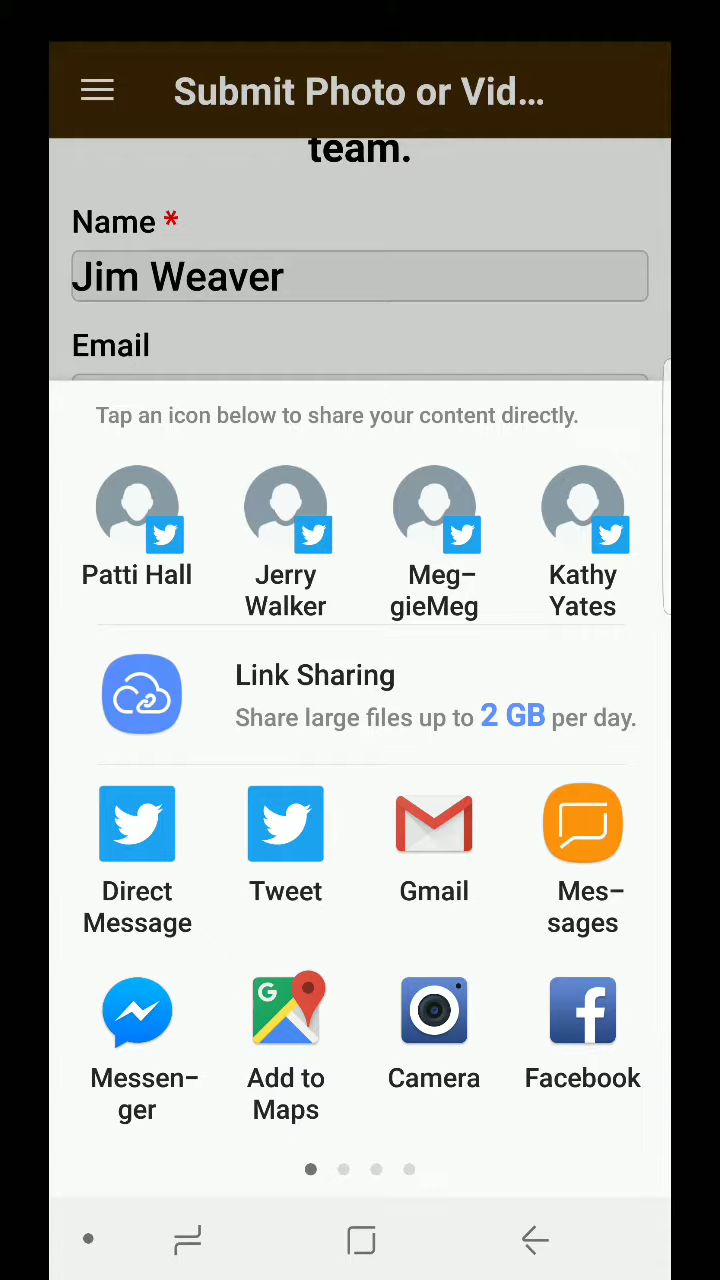 Submit Photo or Vid...
team.
Name *
Jim Weaver
Email
Tap an icon below to share your content directly.
Patti Hall
Jerry
Walker
Meg-
gieMeg
Kathy
Yates
Link Sharing
Share large files up to 2 GB per day.
Direct
Message
Tweet
Gmail
Mes-
sages
Messen-
ger
G
Add to
Maps
Camera
Facebook